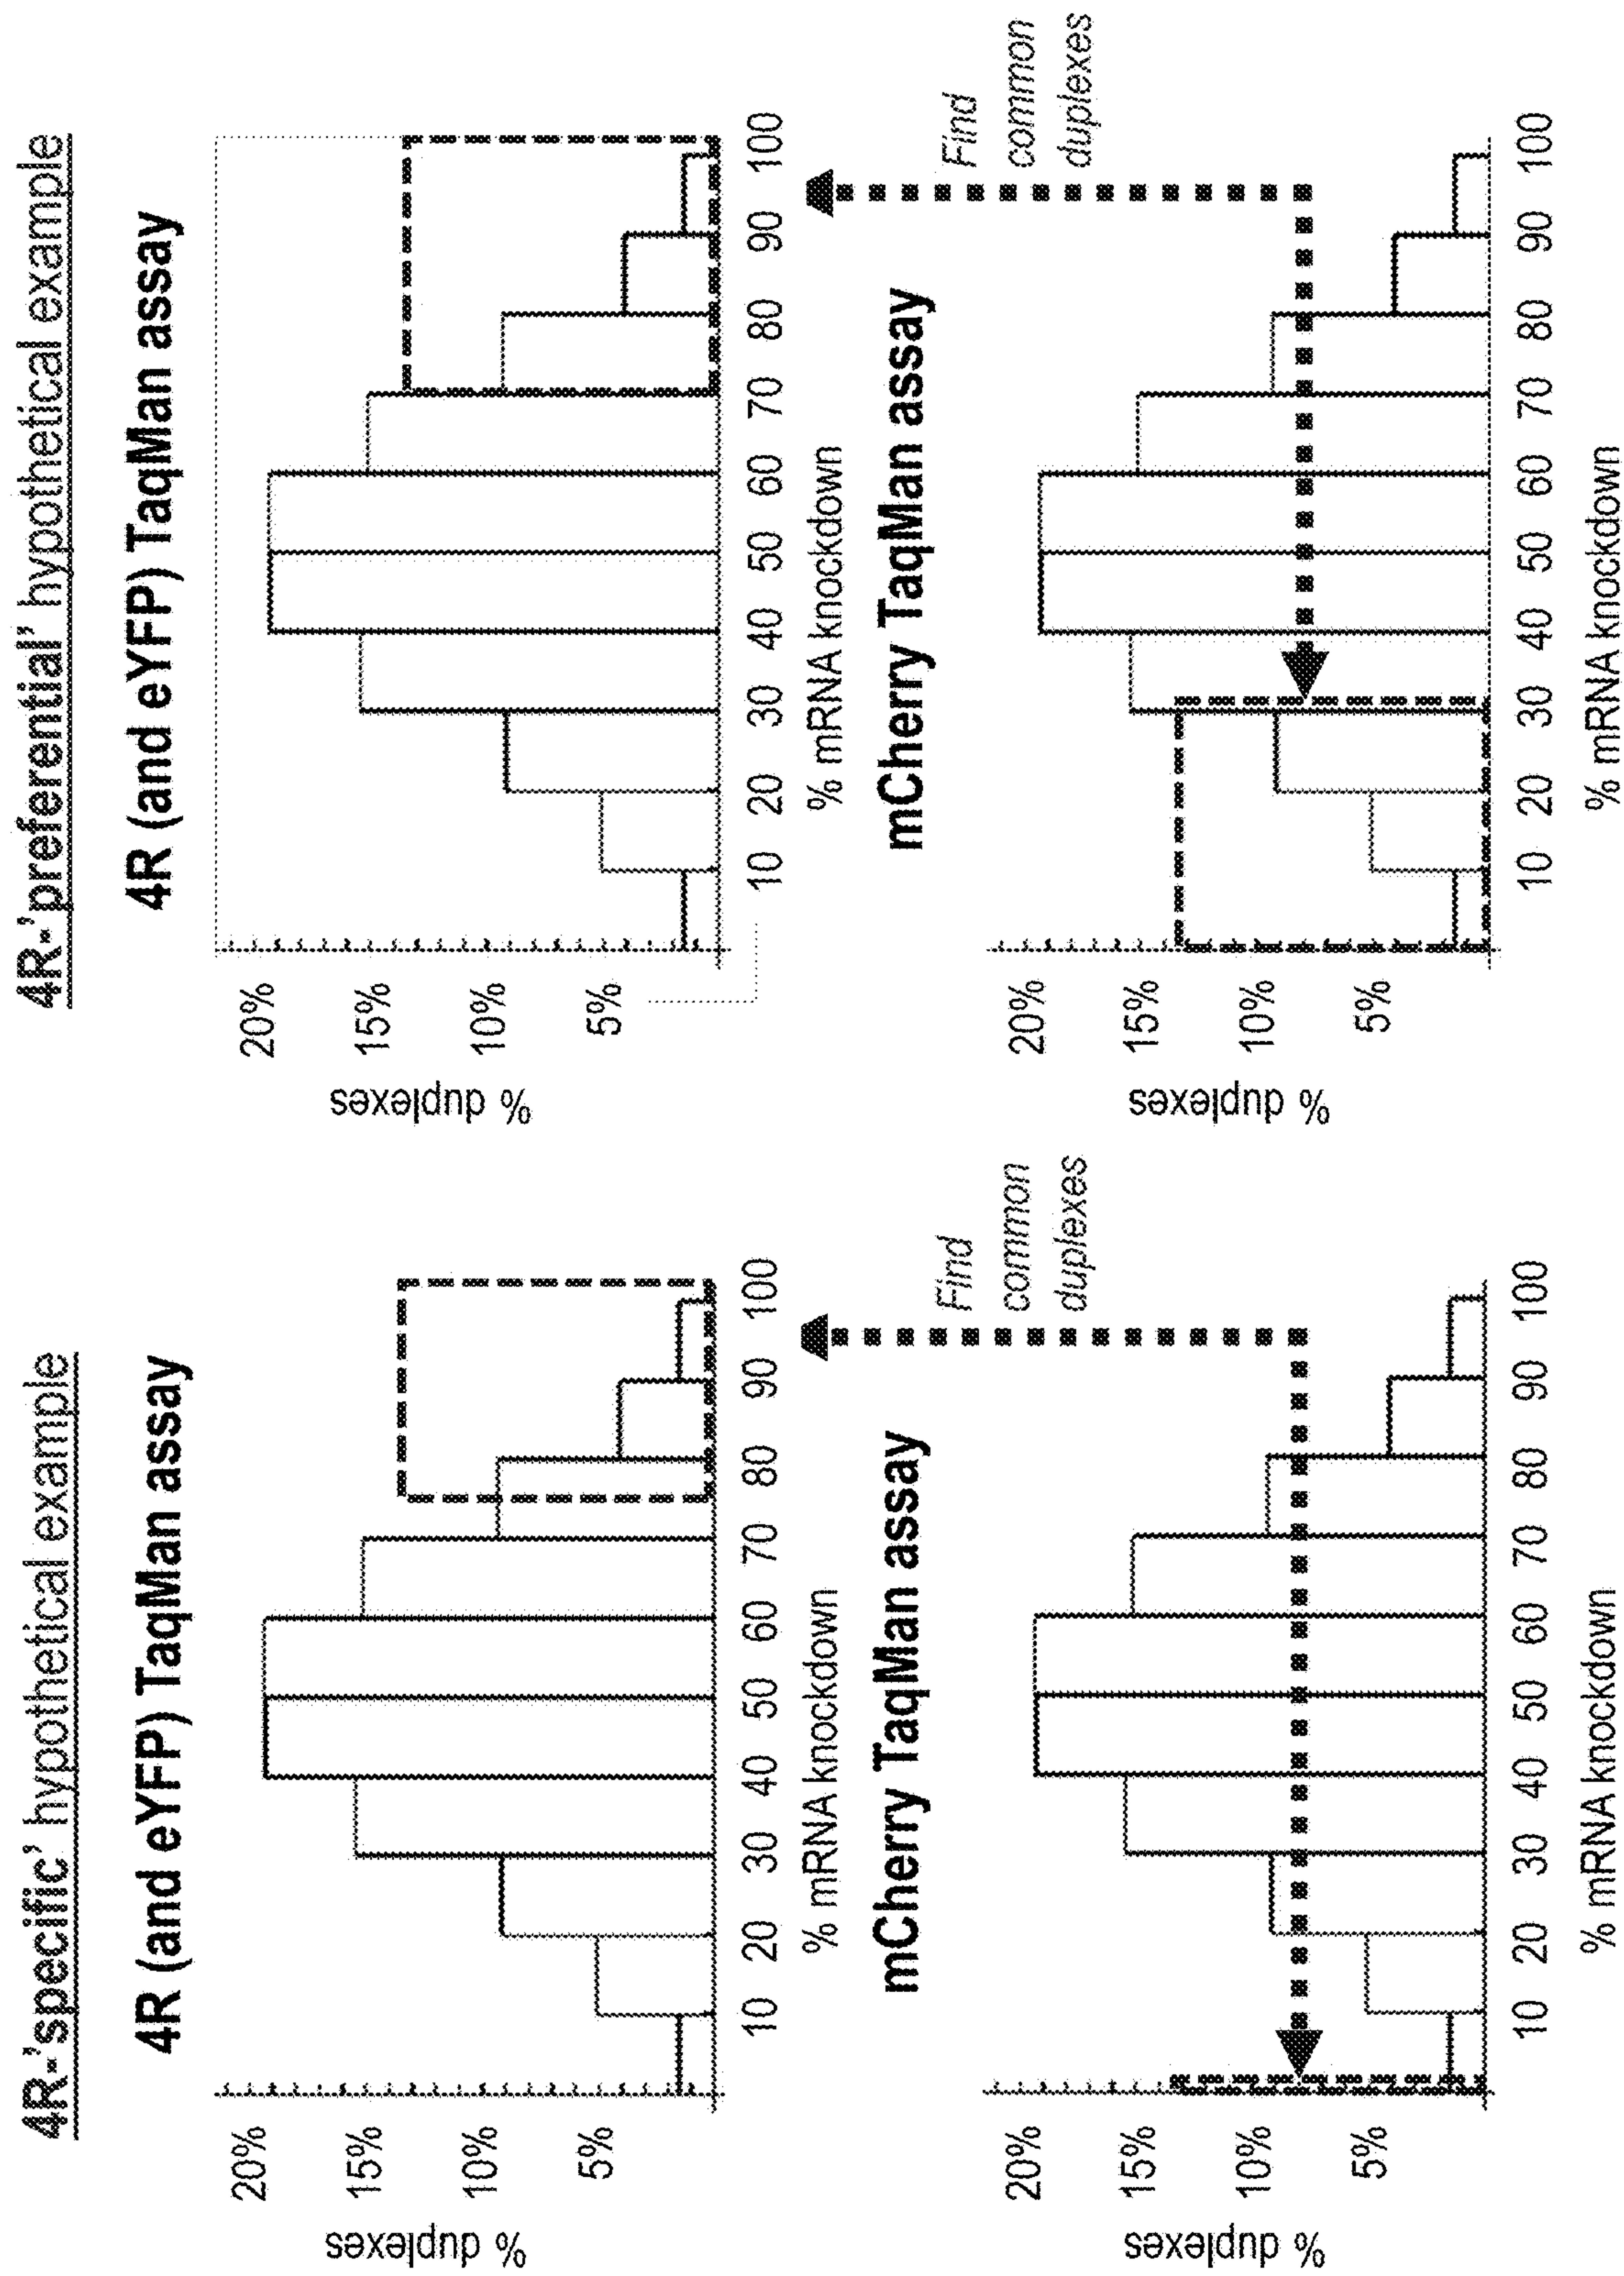 4R-'specific' hypothetical example
4R (and eYFP) TaqMan assay
% duplexes
20%
15%
10%
5%
10 20 30 40 50 60 70 80 90 100
% mRNA knockdown
mCherry TaqMan assay
Find
common
duplexes
% duplexes
20%
15%
10%
5%
10 20 30 40 50 60 70 80 90 100
% mRNA knockdown
4R-'preferential' hypothetical example
4R (and eYFP) TaqMan assay
% duplexes
20%
15%
10%
5%
10 20 30 40 50 60 70 80 90 100
% mRNA knockdown
mCherry TaqMan assay
Find
common
duplexes
% duplexes
20%
15%
10%
5%
10 20 30 40 50 60 70 80 90 100
% mRNA knockdown